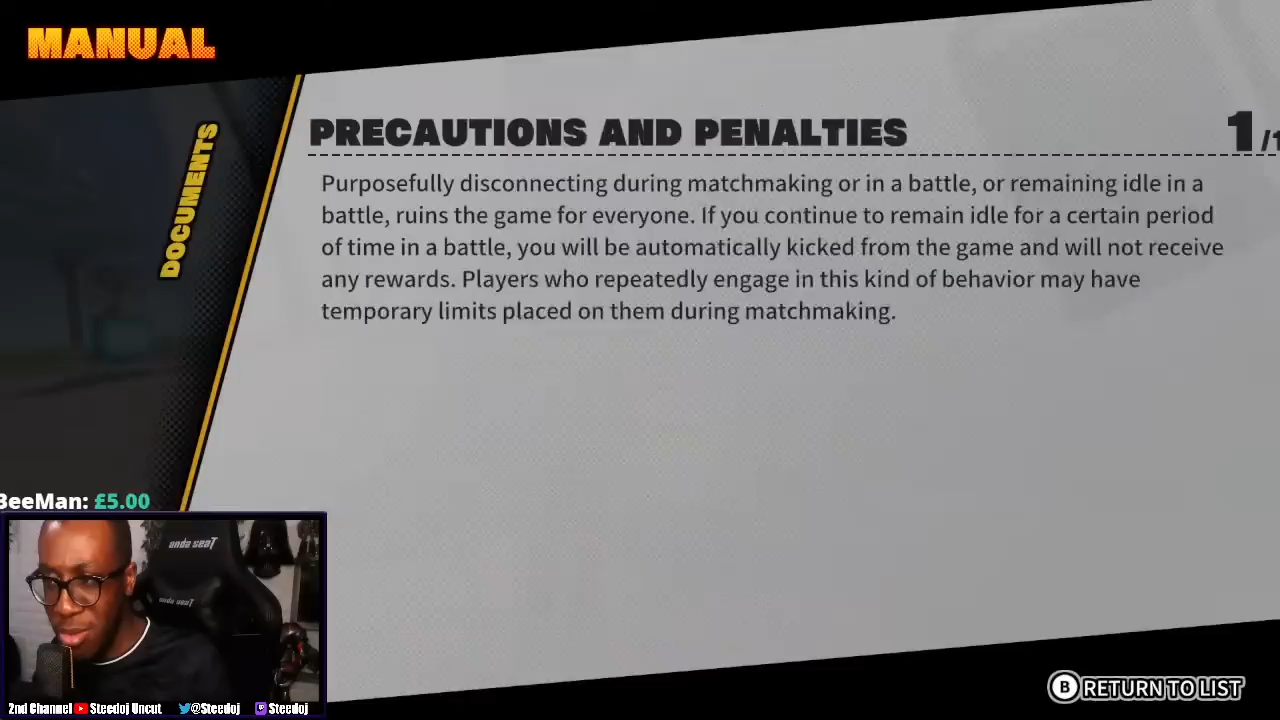 MANUAL
DOCUMENTS
PRECAUTIONS AND PENALTIES
1/1
Purposefully disconnecting during matchmaking or in a battle, or remaining idle in a
battle, ruins the game for everyone. If you continue to remain idle for a certain period
of time in a battle, you will be automatically kicked from the game and will not receive
any rewards. Players who repeatedly engage in this kind of behavior may have
temporary limits placed on them during matchmaking.
BeeMan: £5.00
anda seaT
anda seaT
2nd Channel Steedoj Uncut @Steedoj Steedoj
B RETURN TO LIST